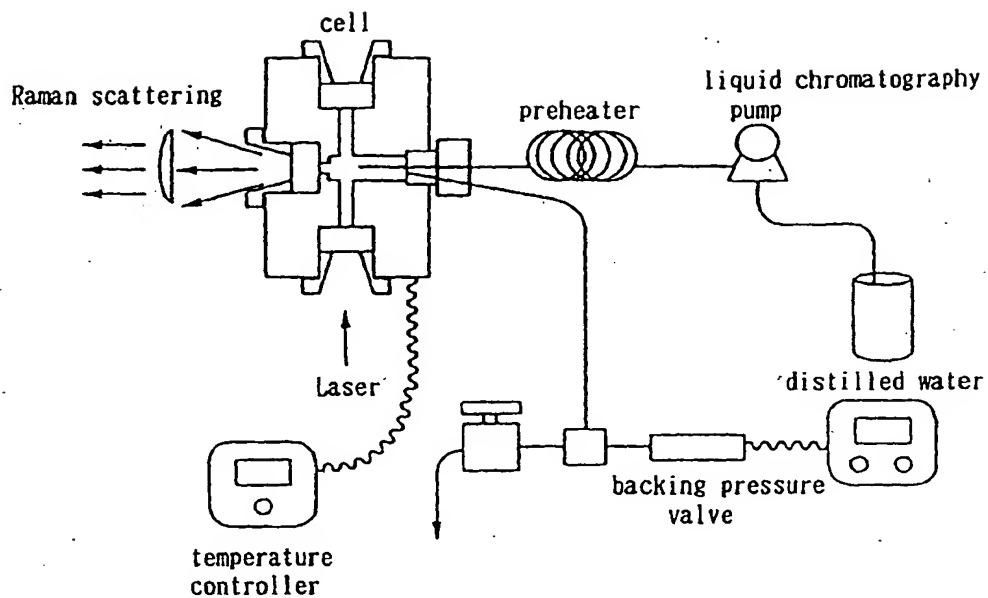 cell
Raman scattering
liquid chromatography
pump
preheater
Laser
distilled water
backing pressure
valve
temperature
controller